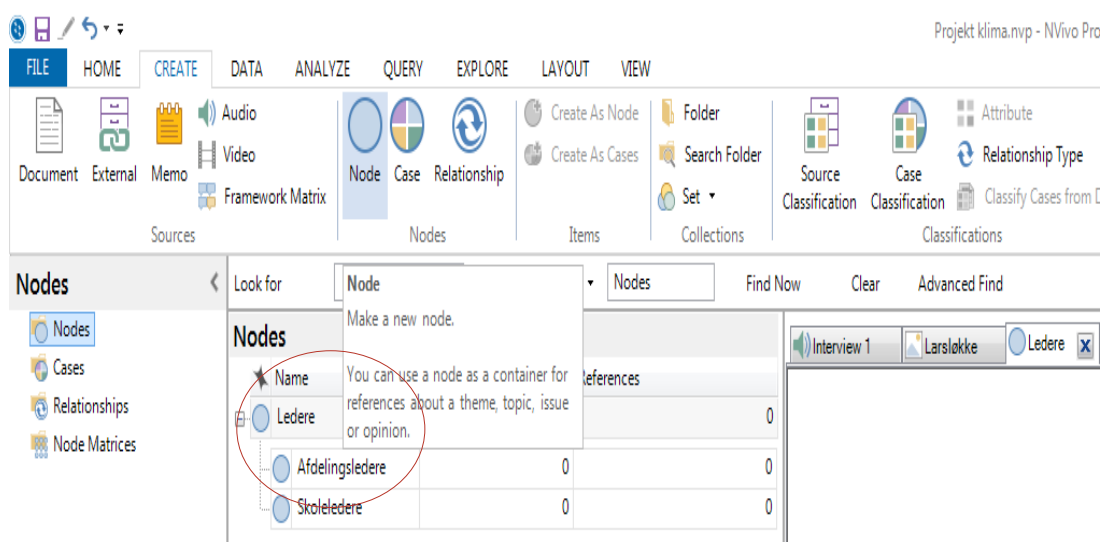 Projekt klima.nvp - NVivo Pro
FILE HOME CREATE DATA ANALYZE QUERY EXPLORE LAYOUT VIEW
Document External Memo
Audio
Video
Framework Matrix
Sources
Node Case Relationship
Nodes
Create As Node
Create As Cases
Items
Folder
Search Folder
Set
Collections
Source
Classification
Case
Classification
Attribute
Relationship Type
Classify Cases from D
Classifications
Nodes
Nodes
Cases
Relationships
Node Matrices
Look for Nodes Find Now Clear Advanced Find
Node
Make a new node.
You can use a node as a container for
references about a theme, topic, issue
or opinion.
Nodes
Name References
Ledere 0
Afdelingsledere 0 0
Skoleledere 0 0
Interview 1 Larsløkke Ledere x